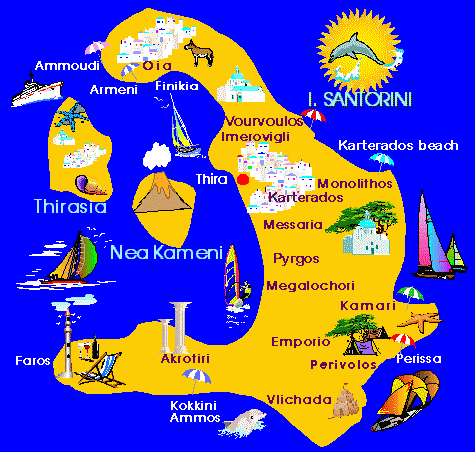 Oia
Ammoudi
Armeni
Finikia
I. SANTORINI
Vourvoulos
Imerovigli
Karterados beach
Thira
Monolithos
Karterados
Thirasia
Messaria
Nea Kameni
Pyrgos
Megalochori
Kamari
Emporio
Akrotiri
Faros
Perivolos
Perissa
Kokkini
Ammos
Vlichada